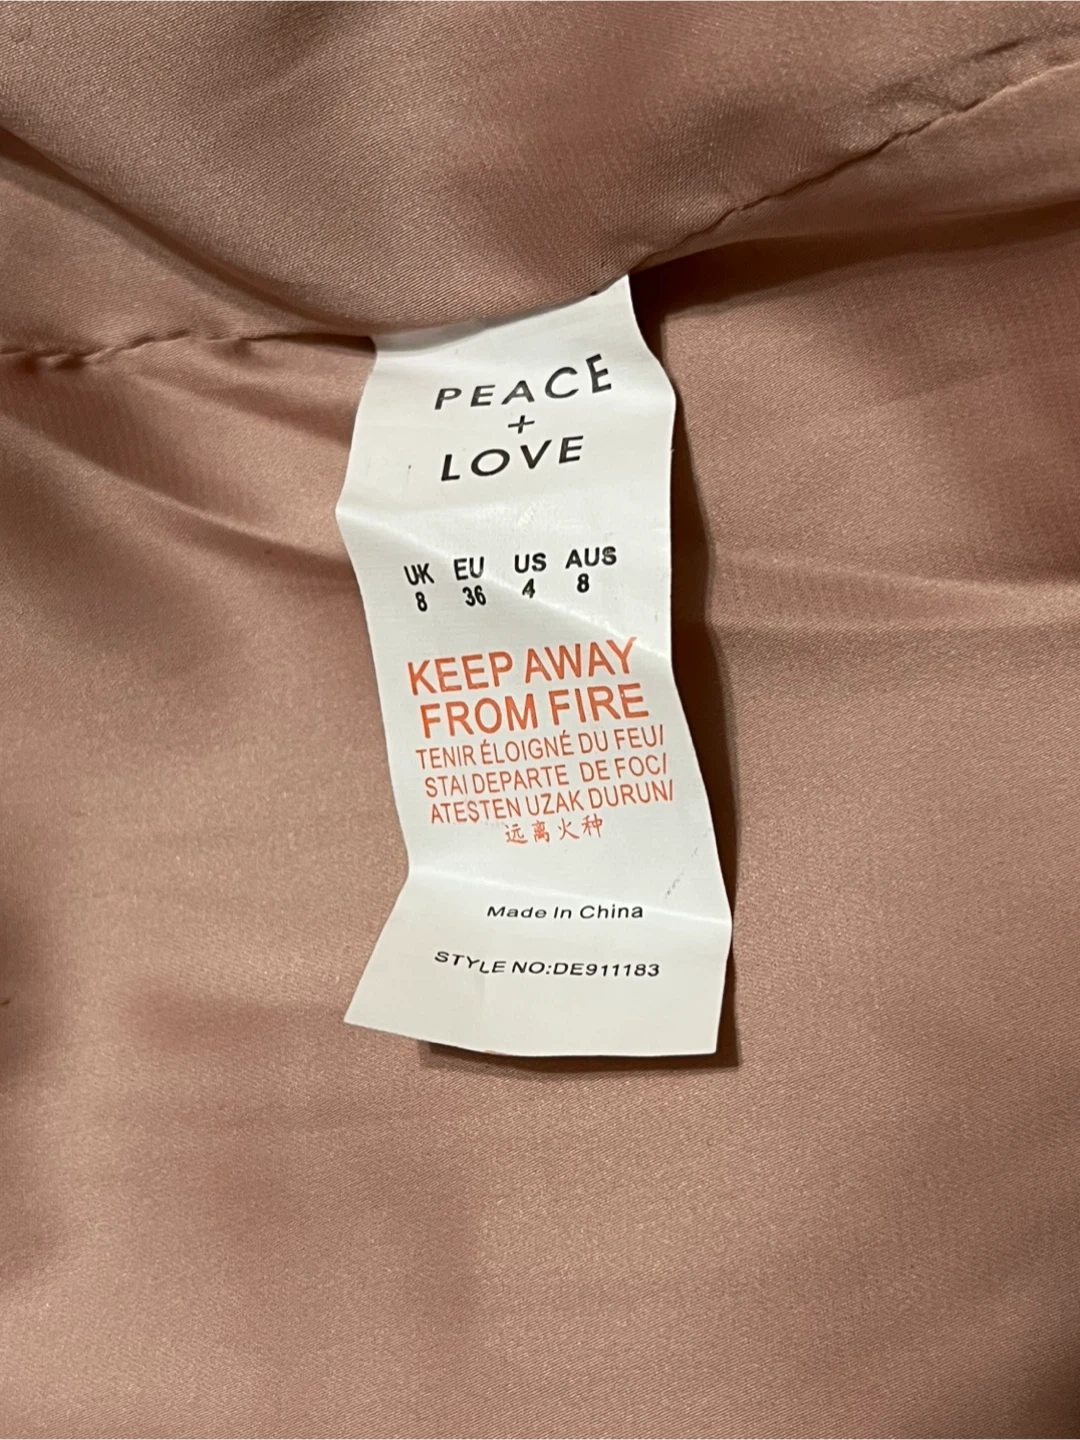 PEACE
+
LOVE
UK EU US AUS
8 36 4 8
KEEP AWAY
FROM FIRE
TENIR ÉLOIGNÉ DU FEU/
STAI DEPARTE DE FOC/
ATEŞTEN UZAK DURUN/
远离火种
Made In China
STYLE NO:DE911183